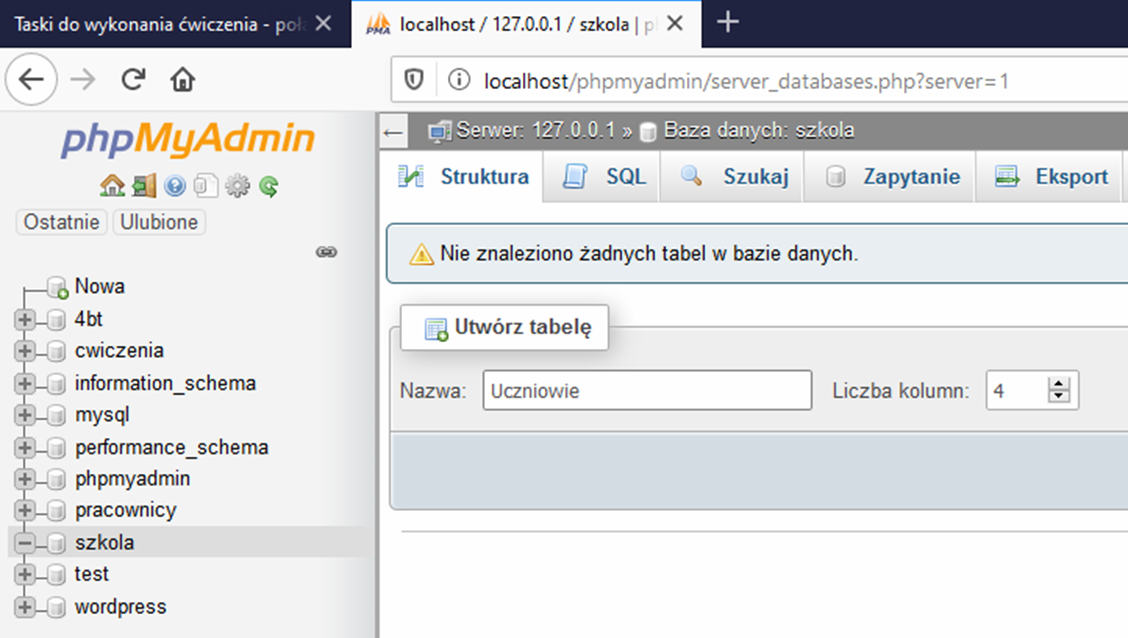 Taski do wykonania ćwiczenia - poł
localhost / 127.0.0.1 / szkola | p
localhost/phpmyadmin/server_databases.php?server=1
phpMyAdmin
Ostatnie Ulubione
Nowa
4bt
cwiczenia
information_schema
mysql
performance_schema
phpmyadmin
pracownicy
szkola
test
wordpress
Serwer: 127.0.0.1 » Baza danych: szkola
Struktura SQL Szukaj Zapytanie Eksport
Nie znaleziono żadnych tabel w bazie danych.
Utwórz tabelę
Nazwa: Uczniowie Liczba kolumn: 4